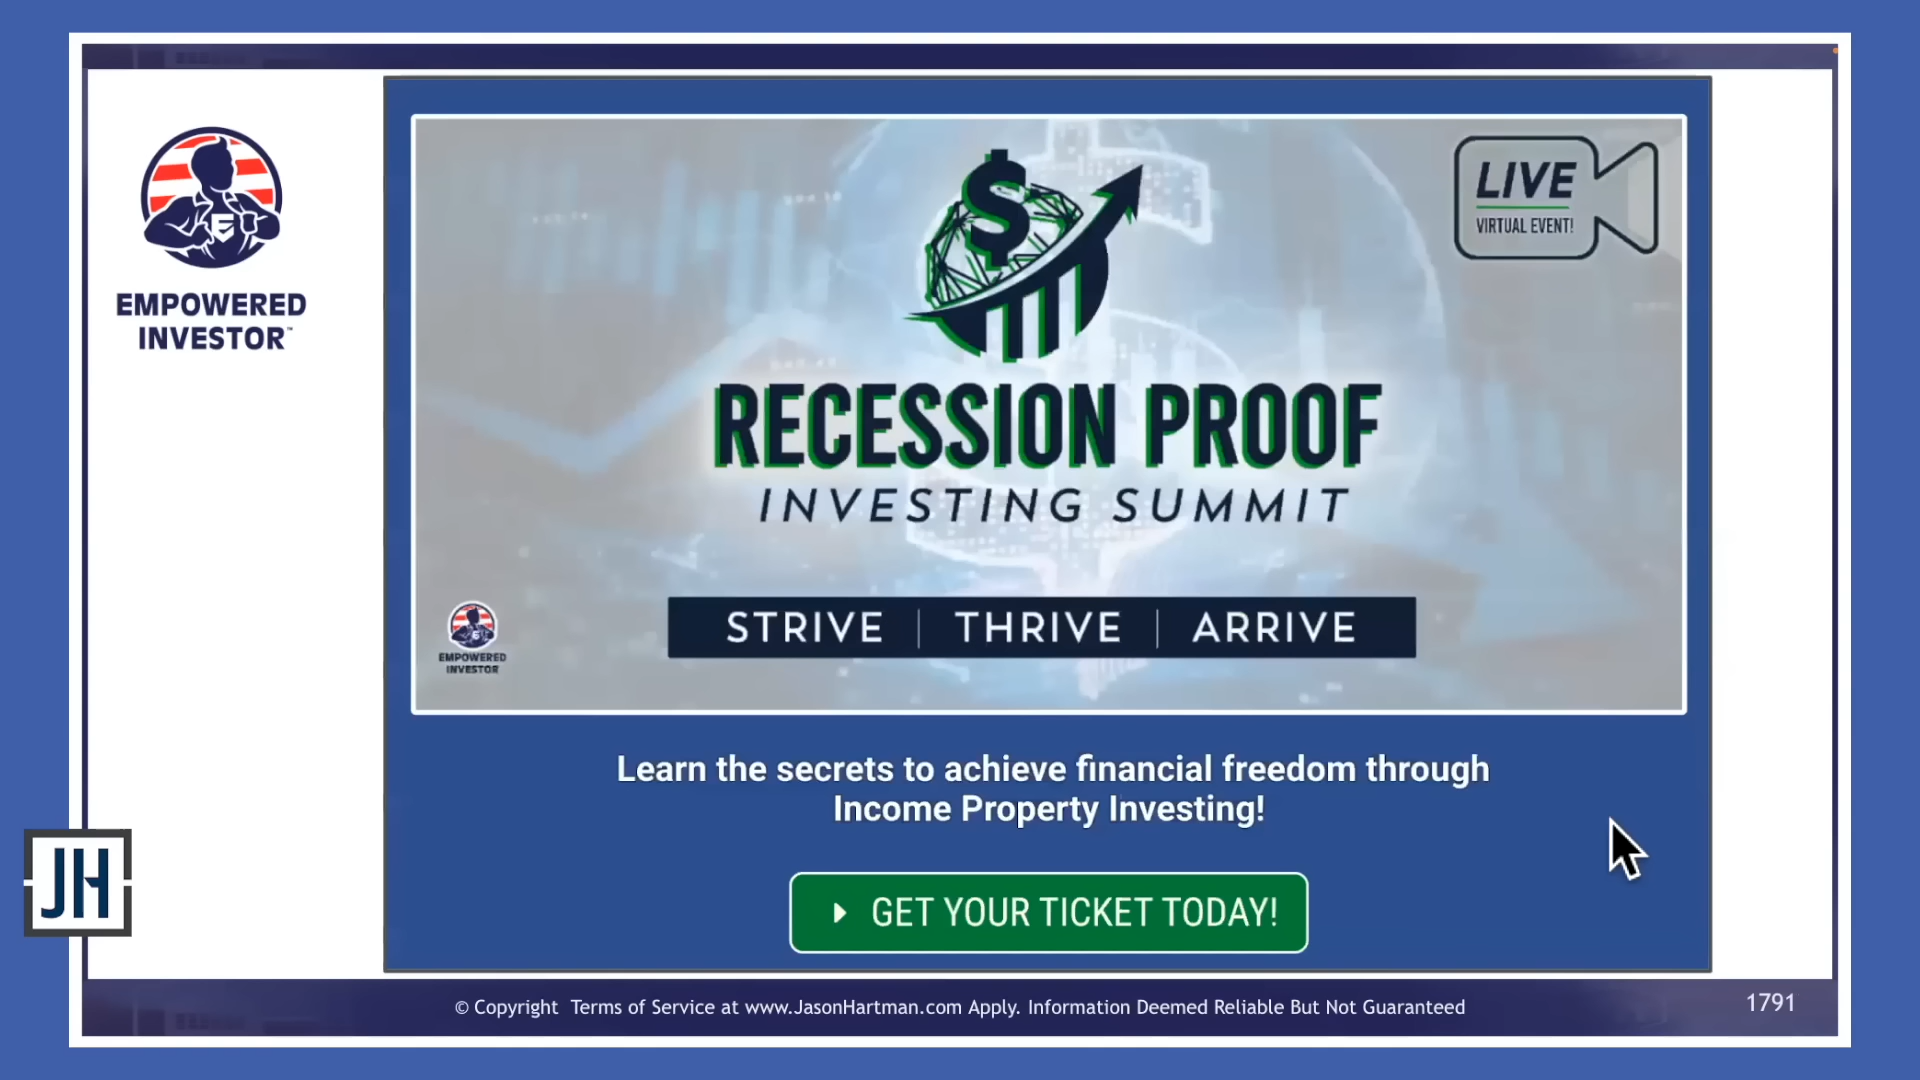 EMPOWERED
INVESTOR™
LIVE
VIRTUAL EVENT!
$
RECESSION PROOF
INVESTING SUMMIT
STRIVE | THRIVE | ARRIVE
EMPOWERED
INVESTOR
Learn the secrets to achieve financial freedom through
Income Property Investing!
GET YOUR TICKET TODAY!
JH
© Copyright Terms of Service at www.JasonHartman.com Apply. Information Deemed Reliable But Not Guaranteed
1791